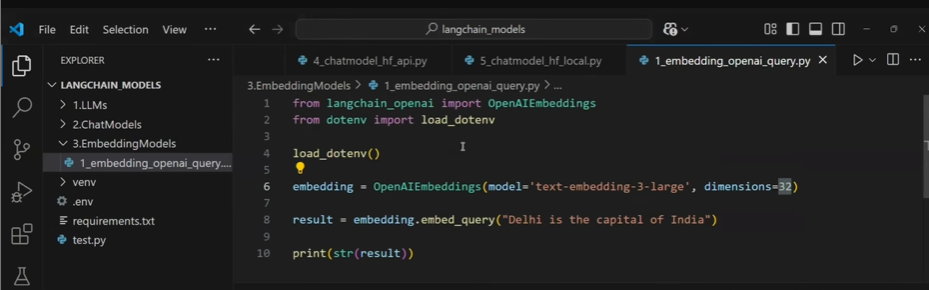 File Edit Selection View ... langchain_models
EXPLORER ...
4_chatmodel_hf_api.py 5_chatmodel_hf_local.py 1_embedding_openai_query.py
LANGCHAIN_MODELS
1.LLMs
2.ChatModels
3.EmbeddingModels
1_embedding_openai_query....
venv
.env
requirements.txt
test.py
3.EmbeddingModels > 1_embedding_openai_query.py > ...
1 from langchain_openai import OpenAIEmbeddings
2 from dotenv import load_dotenv
3
4 load_dotenv()
5
6 embedding = OpenAIEmbeddings(model='text-embedding-3-large', dimensions=32)
7
8 result = embedding.embed_query("Delhi is the capital of India")
9
10 print(str(result))